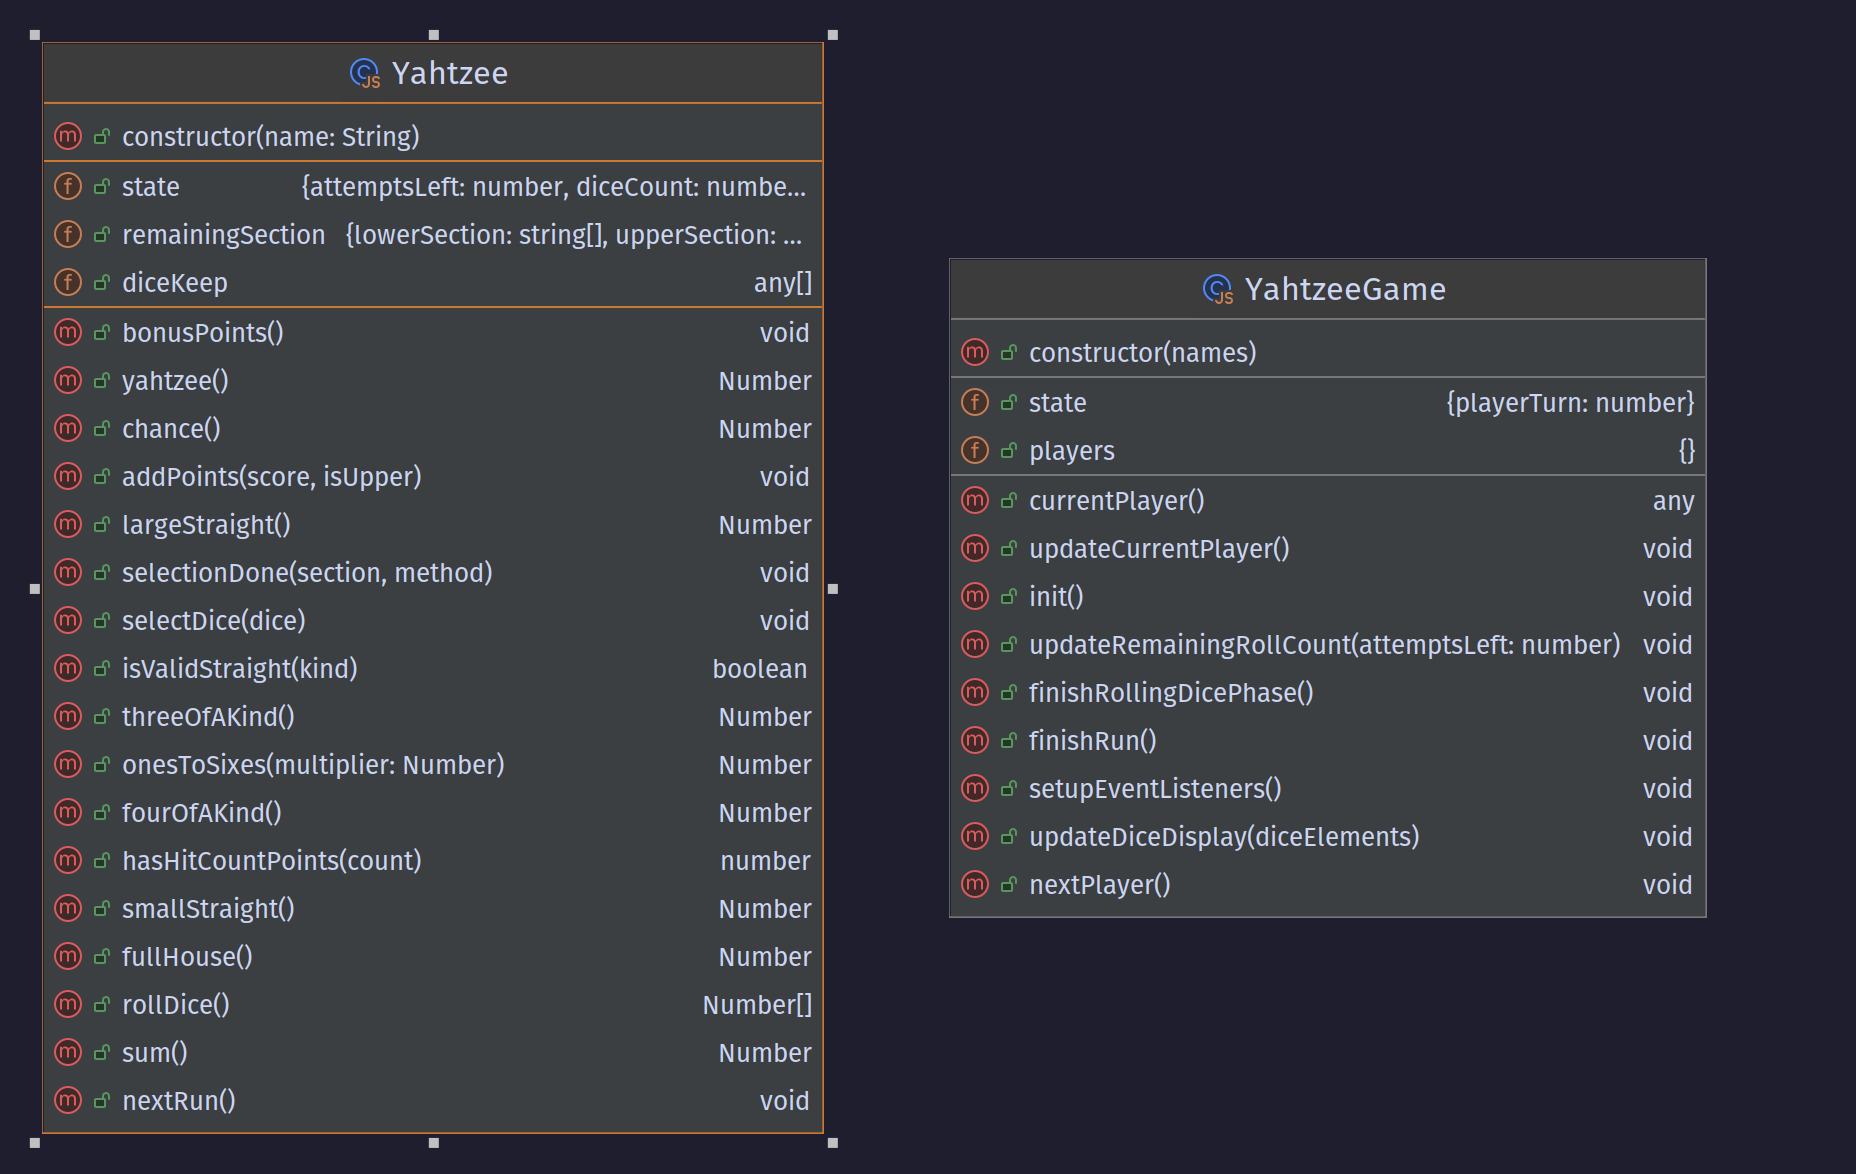 Yahtzee
constructor(name: String)
state {attemptsLeft: number, diceCount: numbe...
remainingSection {lowerSection: string[], upperSection: ...
diceKeep any[]
bonusPoints() void
yahtzee() Number
chance() Number
addPoints(score, isUpper) void
largeStraight() Number
selectionDone(section, method) void
selectDice(dice) void
isValidStraight(kind) boolean
threeOfAKind() Number
onesToSixes(multiplier: Number) Number
fourOfAKind() Number
hasHitCountPoints(count) number
smallStraight() Number
fullHouse() Number
rollDice() Number[]
sum() Number
nextRun() void
YahtzeeGame
constructor(names)
state {playerTurn: number}
players {}
currentPlayer() any
updateCurrentPlayer() void
init() void
updateRemainingRollCount(attemptsLeft: number) void
finishRollingDicePhase() void
finishRun() void
setupEventListeners() void
updateDiceDisplay(diceElements) void
nextPlayer() void